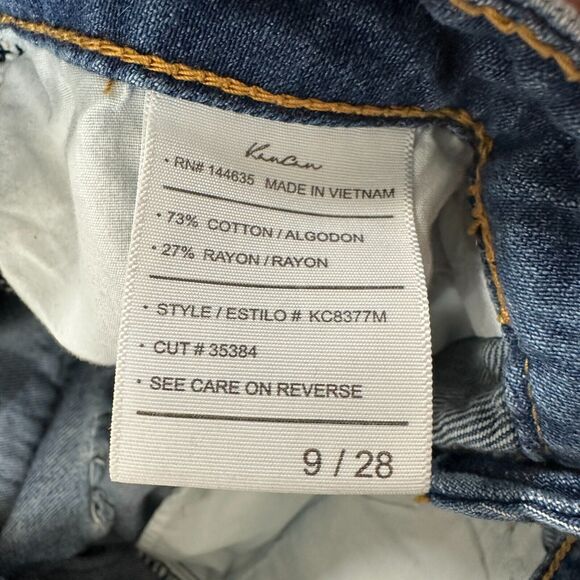 KanCan
• RN# 144635 MADE IN VIETNAM
• 73% COTTON / ALGODON
• 27% RAYON / RAYON
• STYLE / ESTILO # KC8377M
• CUT # 35384
• SEE CARE ON REVERSE
9 / 28